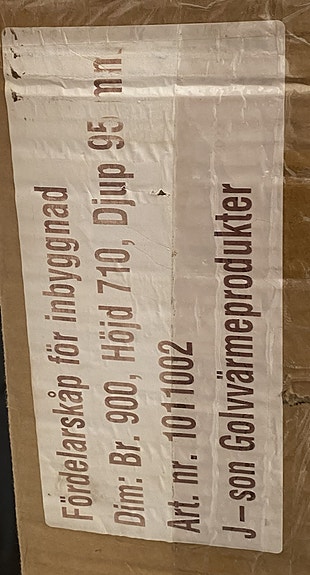 Fördelarskåp för inbyggnad
Dim: Br. 900, Höjd 710, Djup 95 mm.
Art. nr. 1011002
J–son Golvvärmeprodukter